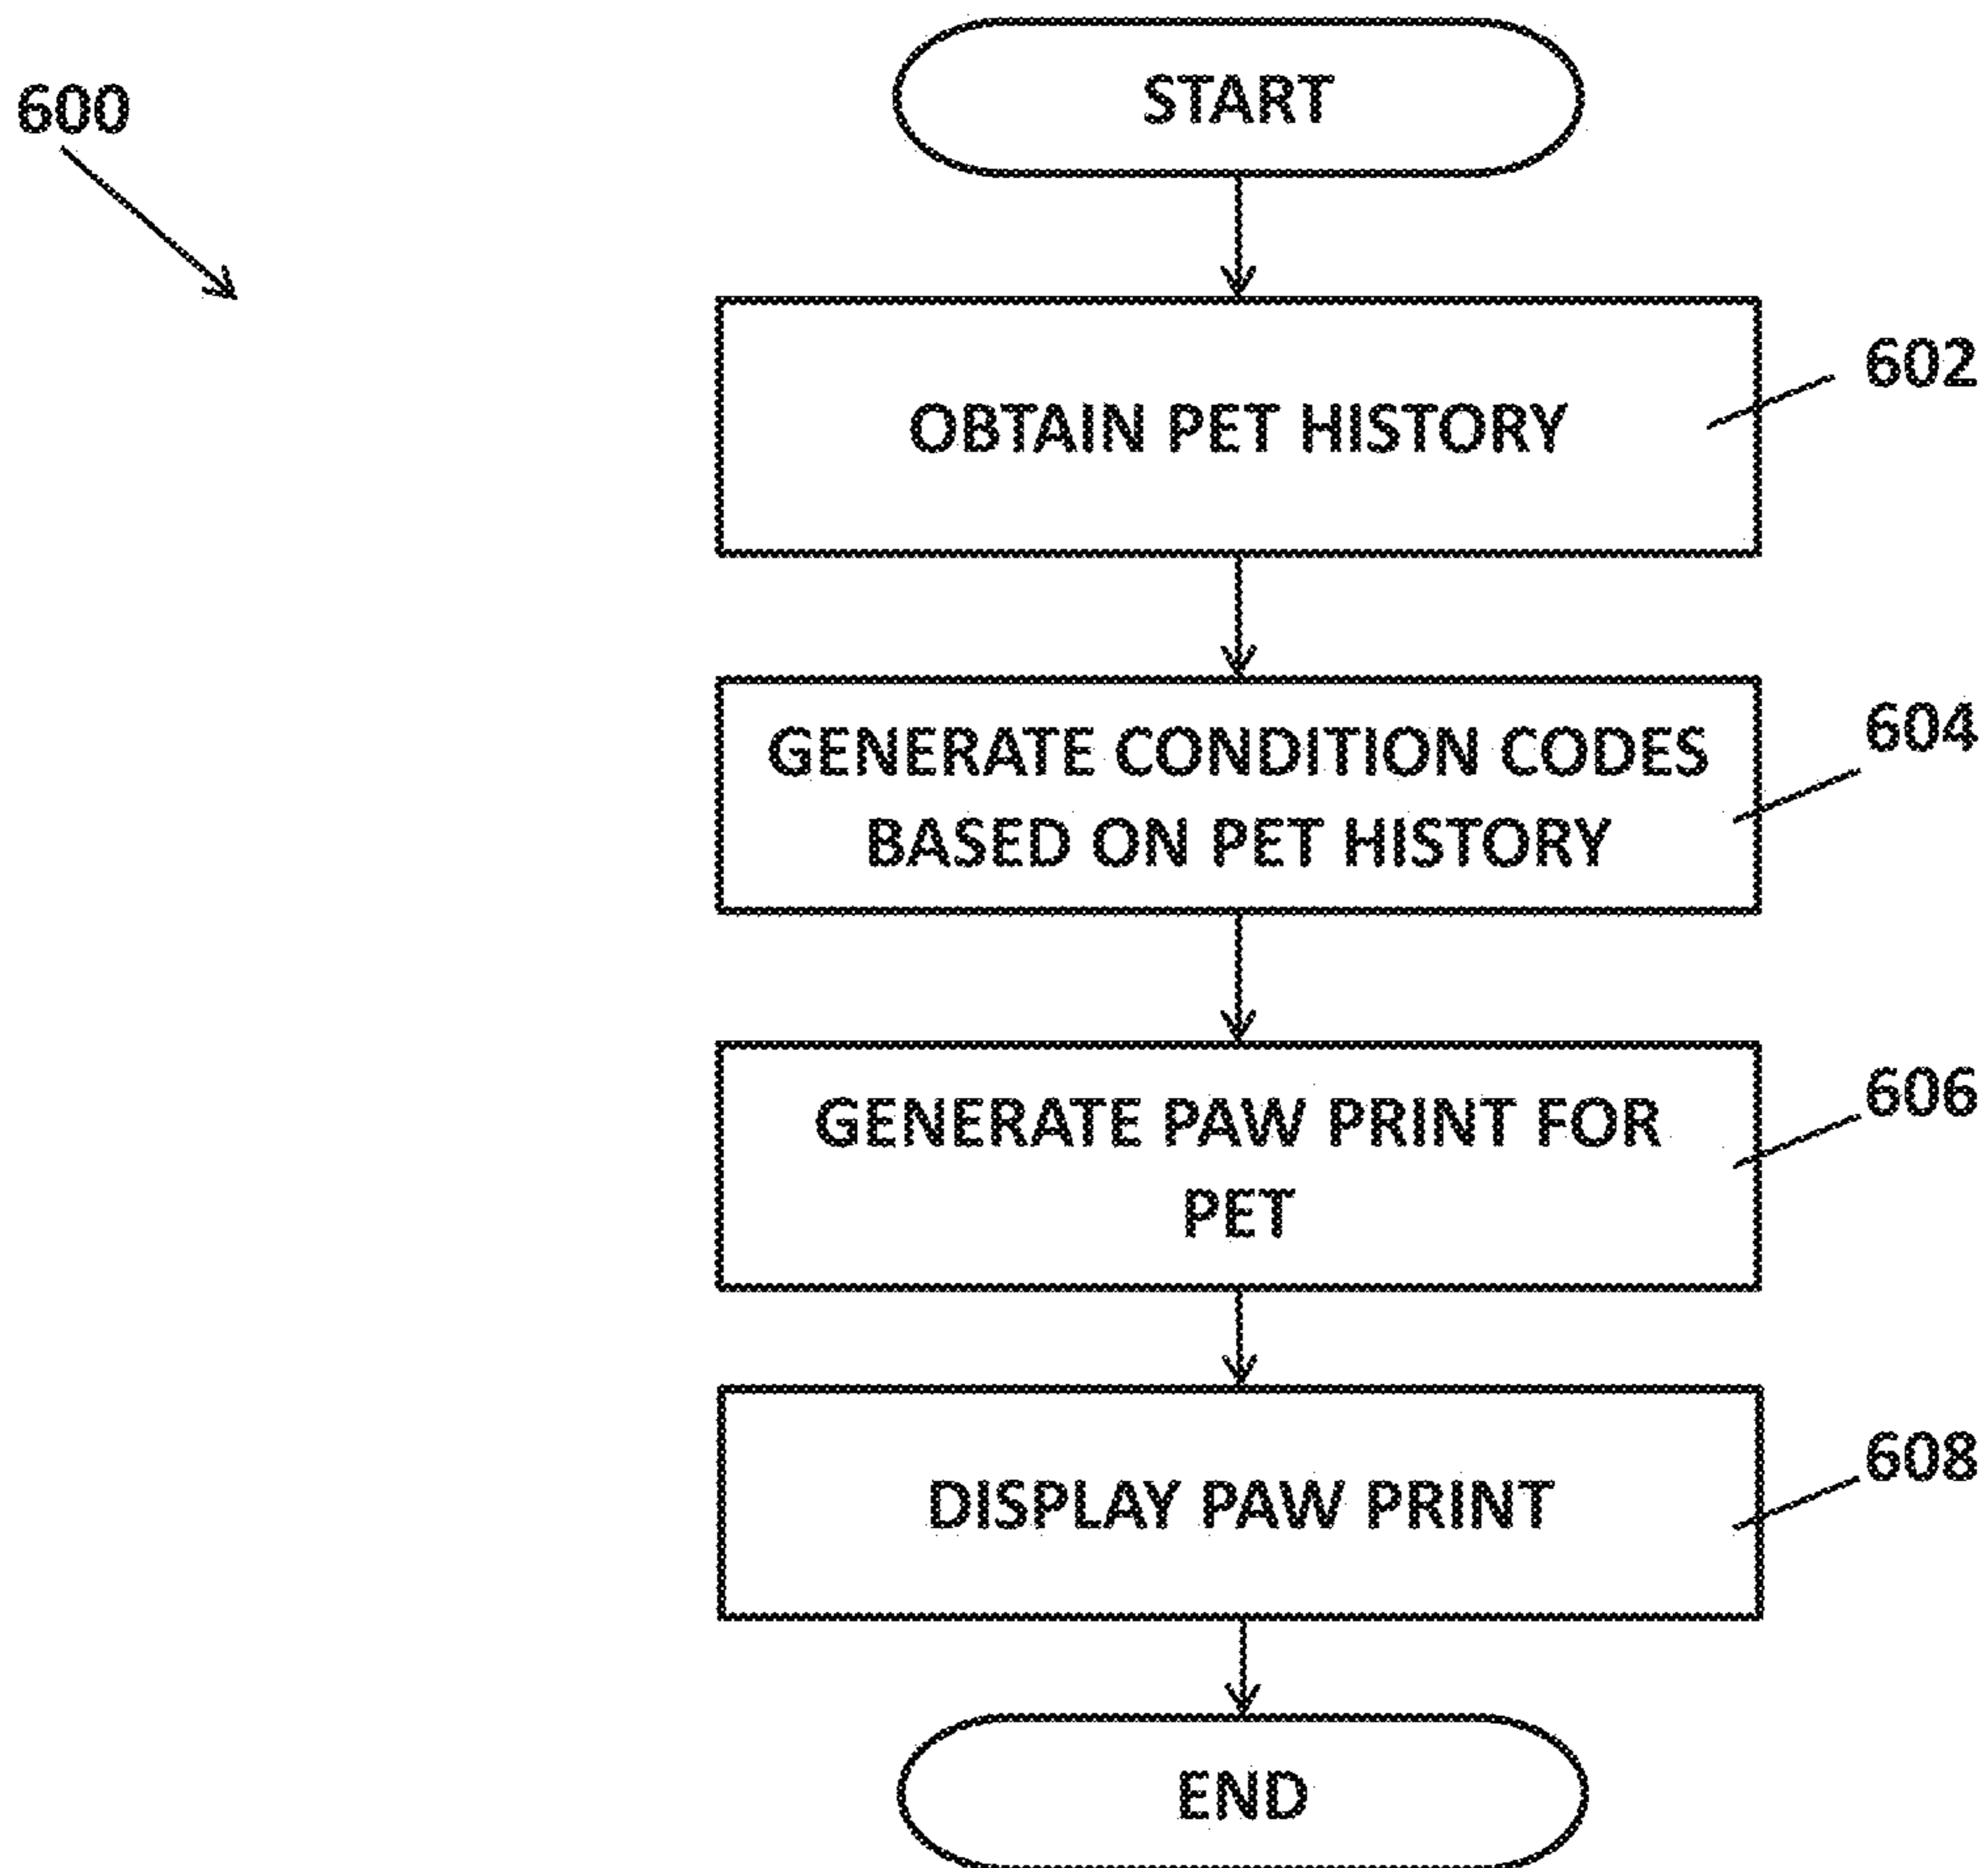 START
600
OBTAIN PET HISTORY
602
GENERATE CONDITION CODES
BASED ON PET HISTORY
604
GENERATE PAW PRINT FOR
PET
606
DISPLAY PAW PRINT
608
END